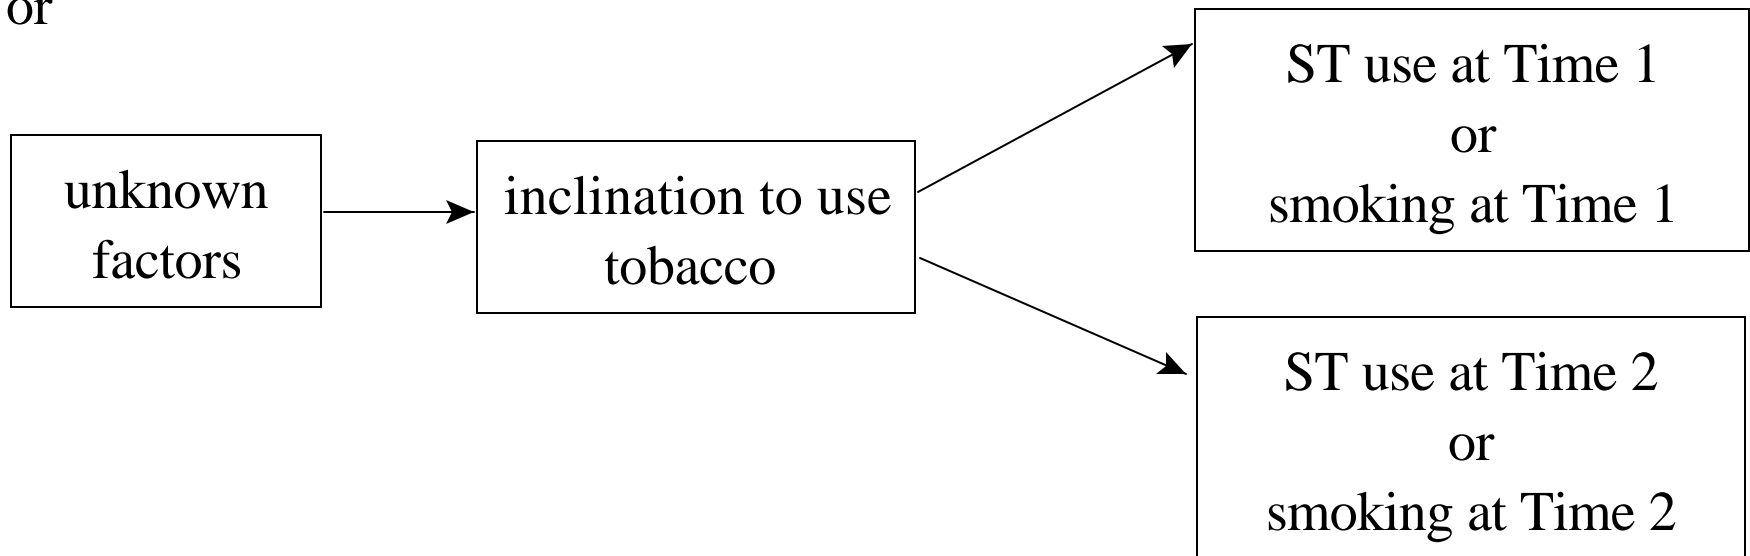 or
unknown
factors
inclination to use
tobacco
ST use at Time 1
or
smoking at Time 1
ST use at Time 2
or
smoking at Time 2